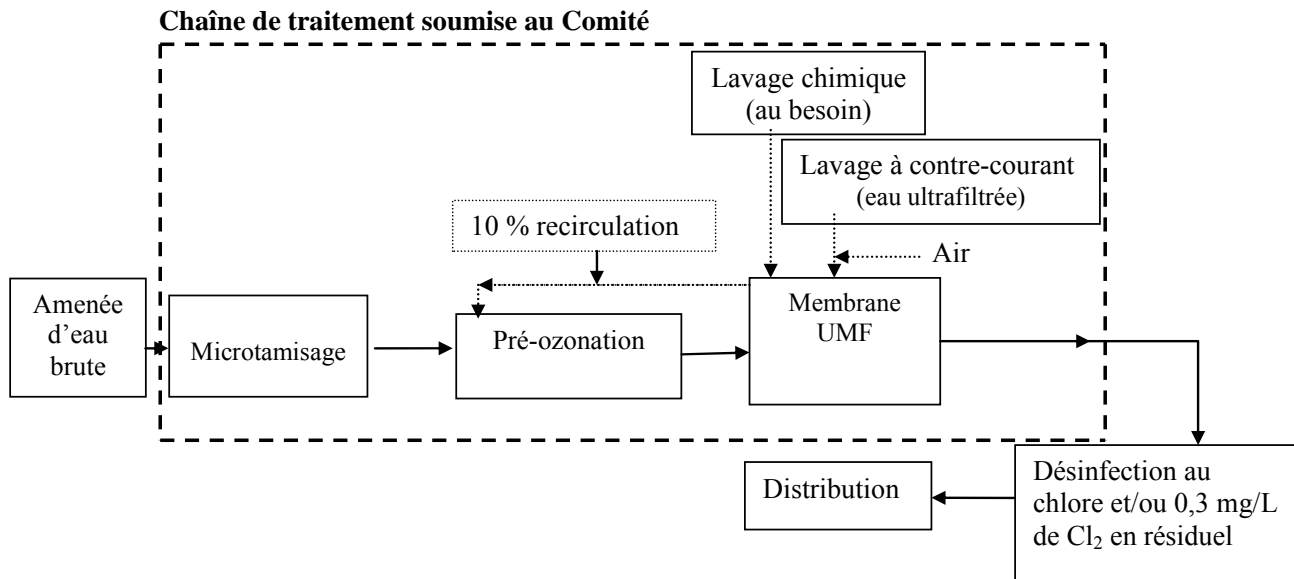 Chaîne de traitement soumise au Comité
Lavage chimique
(au besoin)
Lavage à contre-courant
(eau ultrafiltrée)
10 % recirculation
Air
Amenée
d’eau
brute
Microtamisage
Pré-ozonation
Membrane
UMF
Distribution
Désinfection au
chlore et/ou 0,3 mg/L
de Cl₂ en résiduel